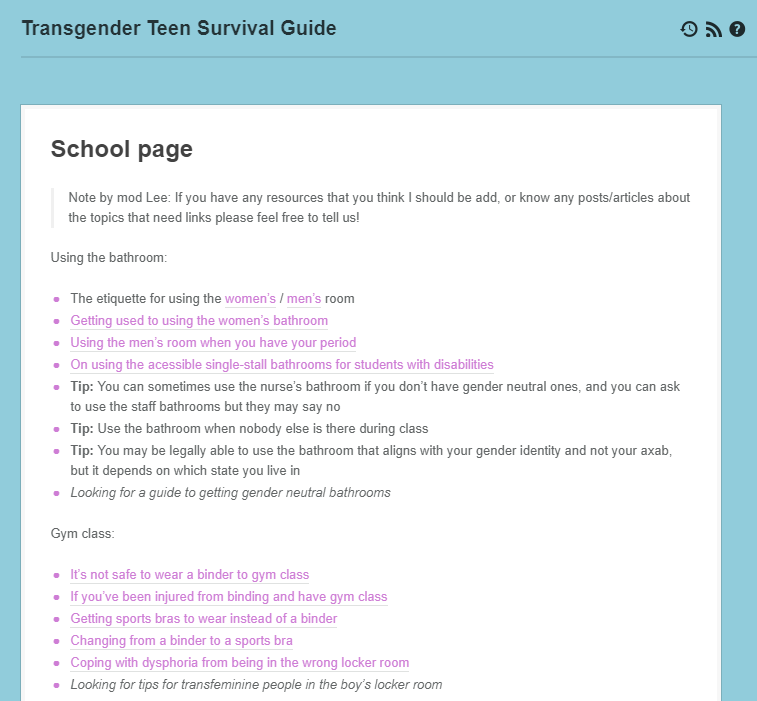 Transgender Teen Survival Guide
School page
Note by mod Lee: If you have any resources that you think I should be add, or know any posts/articles about
the topics that need links please feel free to tell us!
Using the bathroom:
The etiquette for using the women's / men's room
Getting used to using the women's bathroom
Using the men's room when you have your period
On using the acessible single-stall bathrooms for students with disabilities
Tip: You can sometimes use the nurse's bathroom if you don't have gender neutral ones, and you can ask
to use the staff bathrooms but they may say no
Tip: Use the bathroom when nobody else is there during class
Tip: You may be legally able to use the bathroom that aligns with your gender identity and not your axab,
but it depends on which state you live in
Looking for a guide to getting gender neutral bathrooms
Gym class:
It's not safe to wear a binder to gym class
If you've been injured from binding and have gym class
Getting sports bras to wear instead of a binder
Changing from a binder to a sports bra
Coping with dysphoria from being in the wrong locker room
Looking for tips for transfeminine people in the boy's locker room